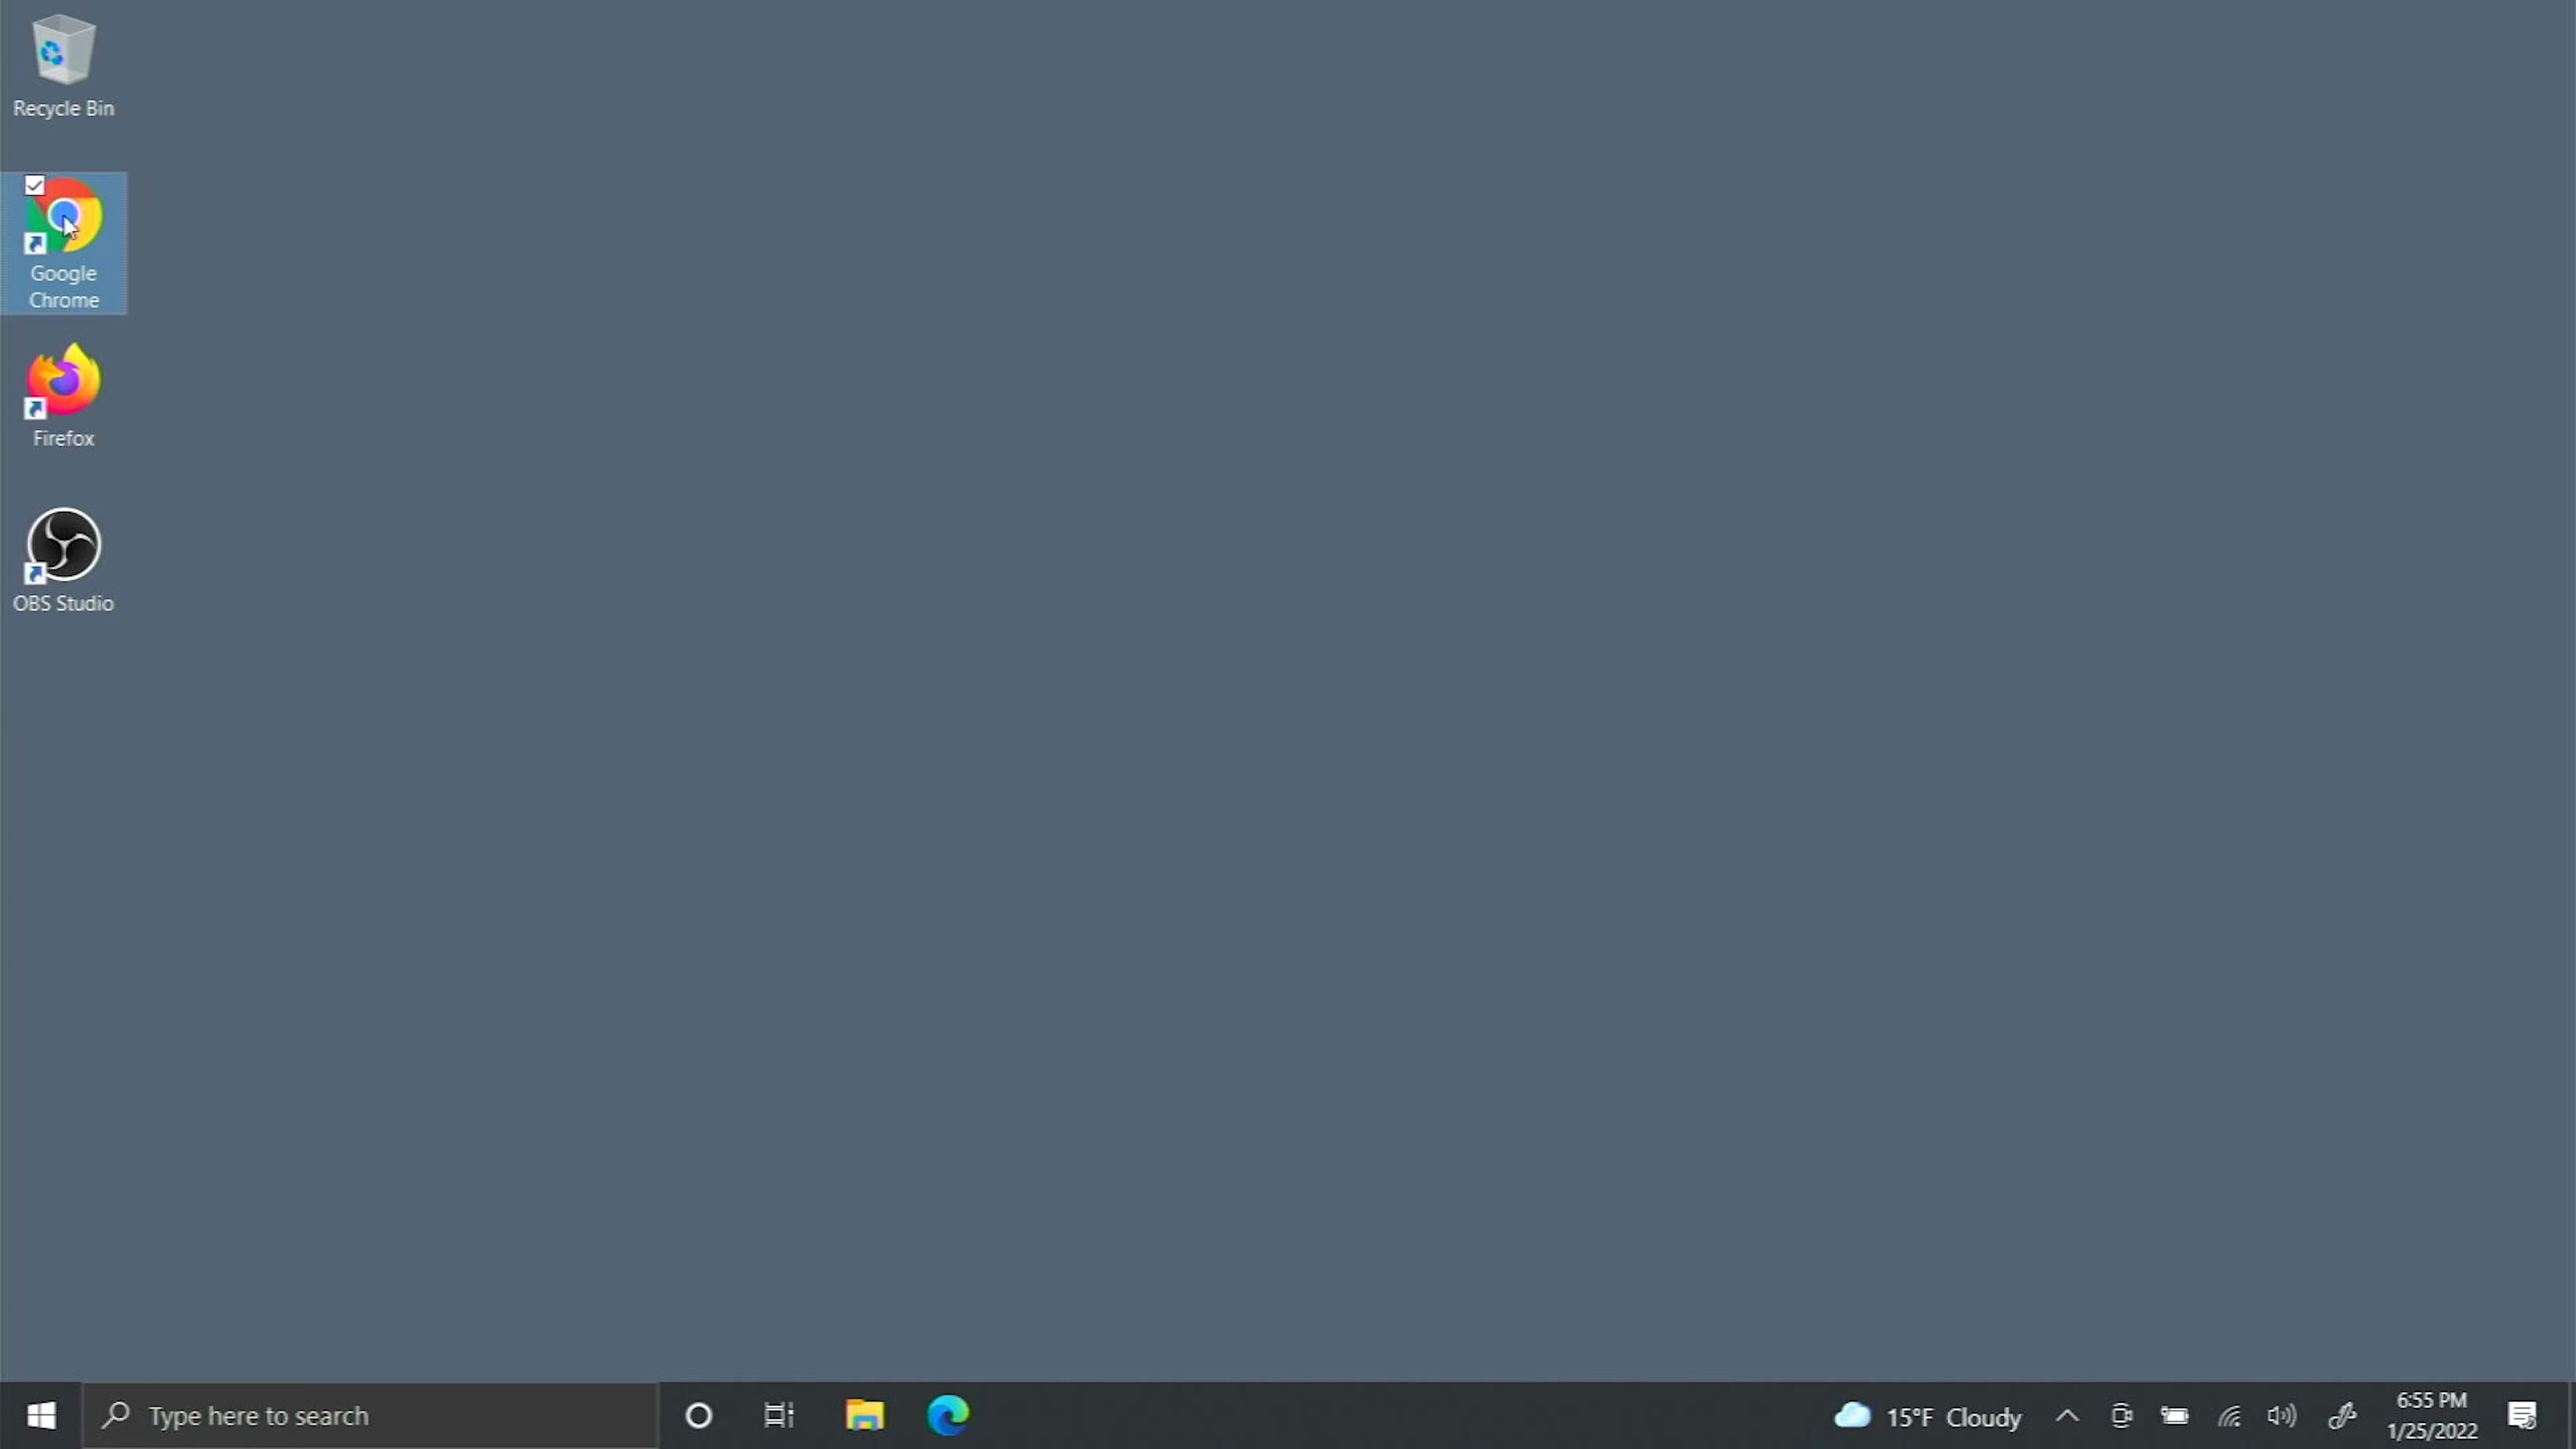 Recycle Bin
Google
Chrome
Firefox
OBS Studio
Type here to search
15°F Cloudy
6:55 PM
1/25/2022